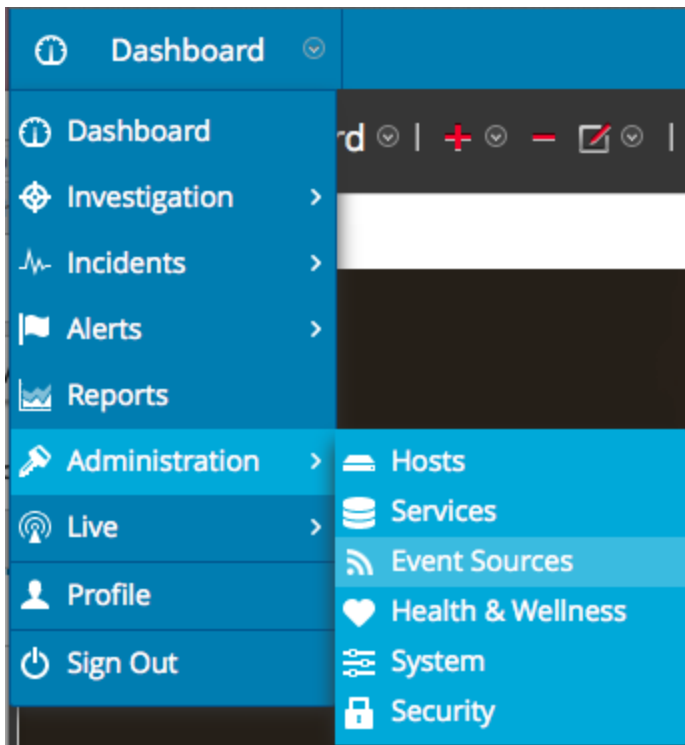 Dashboard
Dashboard
rd | + - |
Investigation
Incidents
Alerts
Reports
Administration
Hosts
Services
Live
Event Sources
Profile
Health & Wellness
Sign Out
System
Security